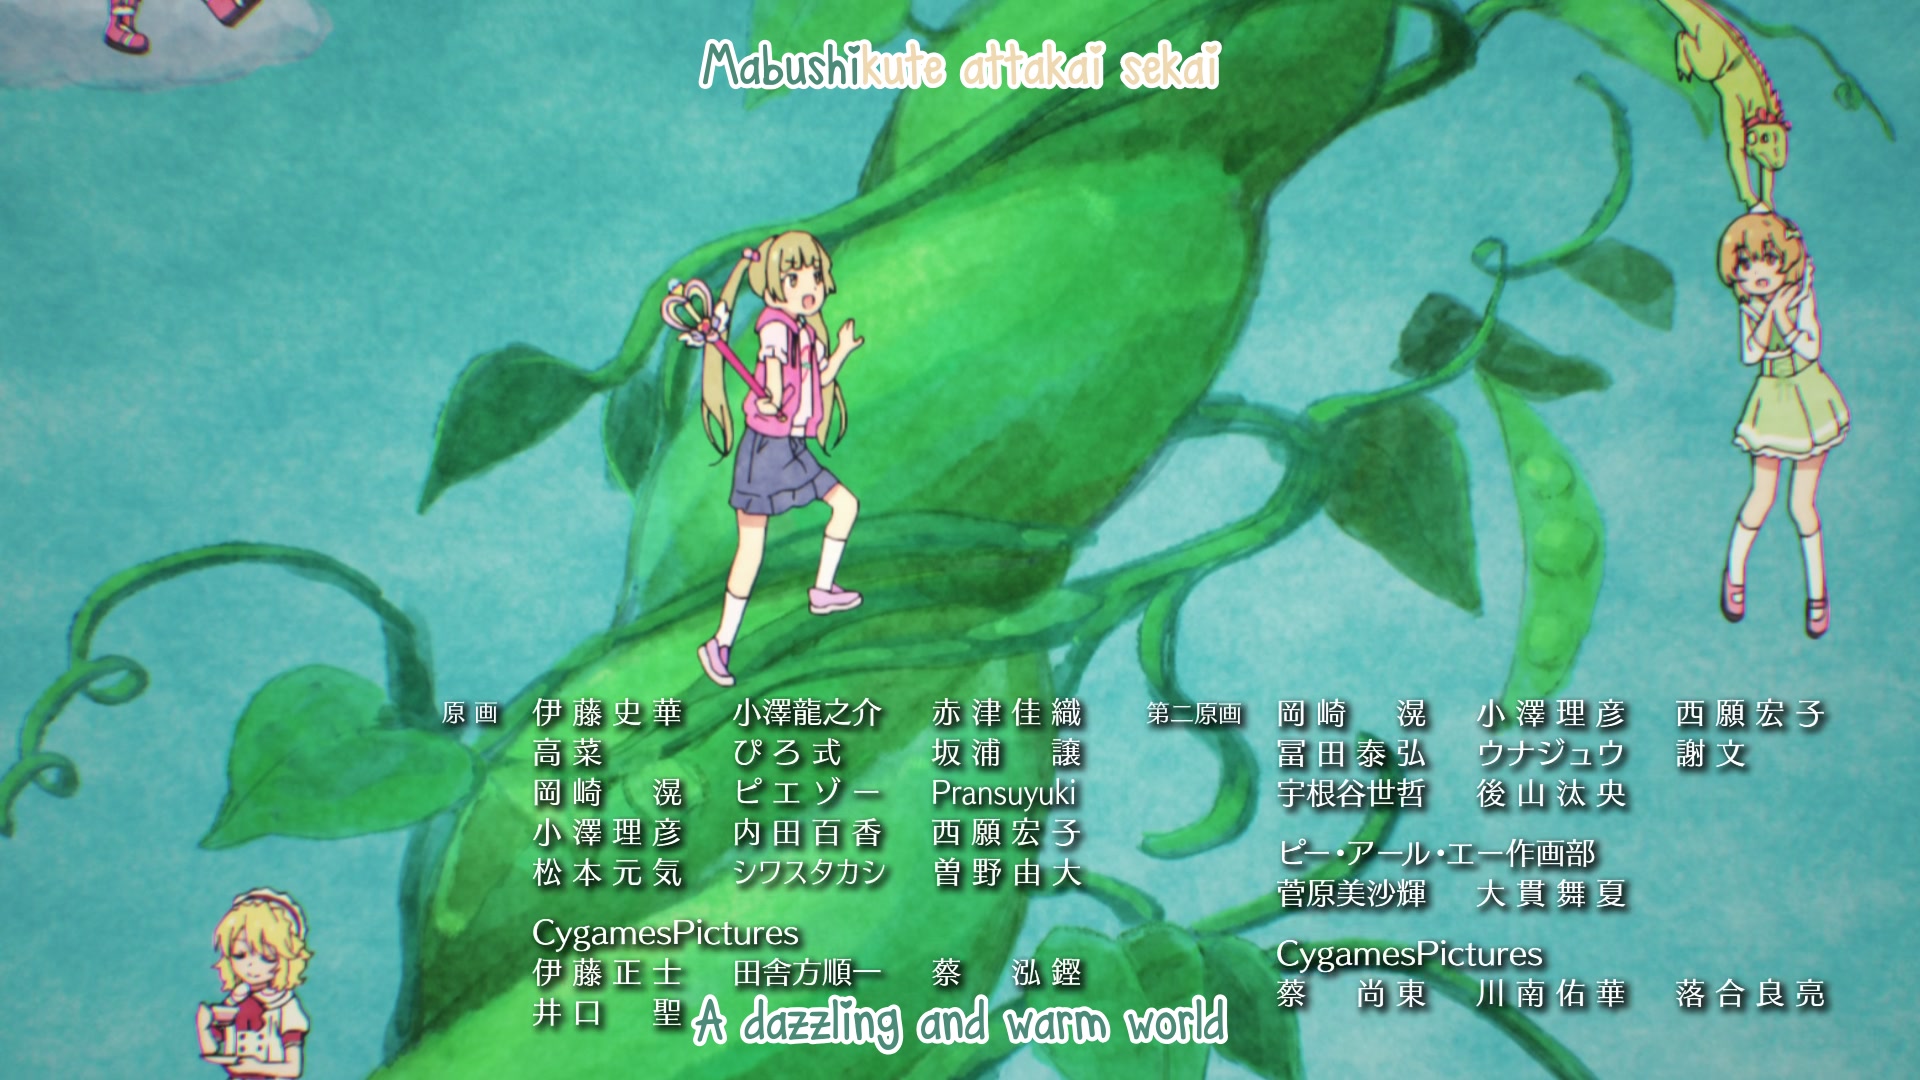 Mabushikute attakai sekai
原画 伊藤史華 小澤龍之介 赤津佳織
高菜 ぴろ式 坂浦 譲
岡崎 滉 ピエゾー Pransuyuki
小澤理彦 内田百香 西願宏子
松本元気 シワスタカシ 曽野由大
CygamesPictures
伊藤正士 田舎方順一 蔡 泓鏗
井口 聖
第二原画 岡崎 滉 小澤理彦 西願宏子
冨田泰弘 ウナジュウ 謝文
宇根谷世哲 後山汰央
ピー・アール・エー作画部
菅原美沙輝 大貫舞夏
CygamesPictures
蔡 尚東 川南佑華 落合良亮
A dazzling and warm world